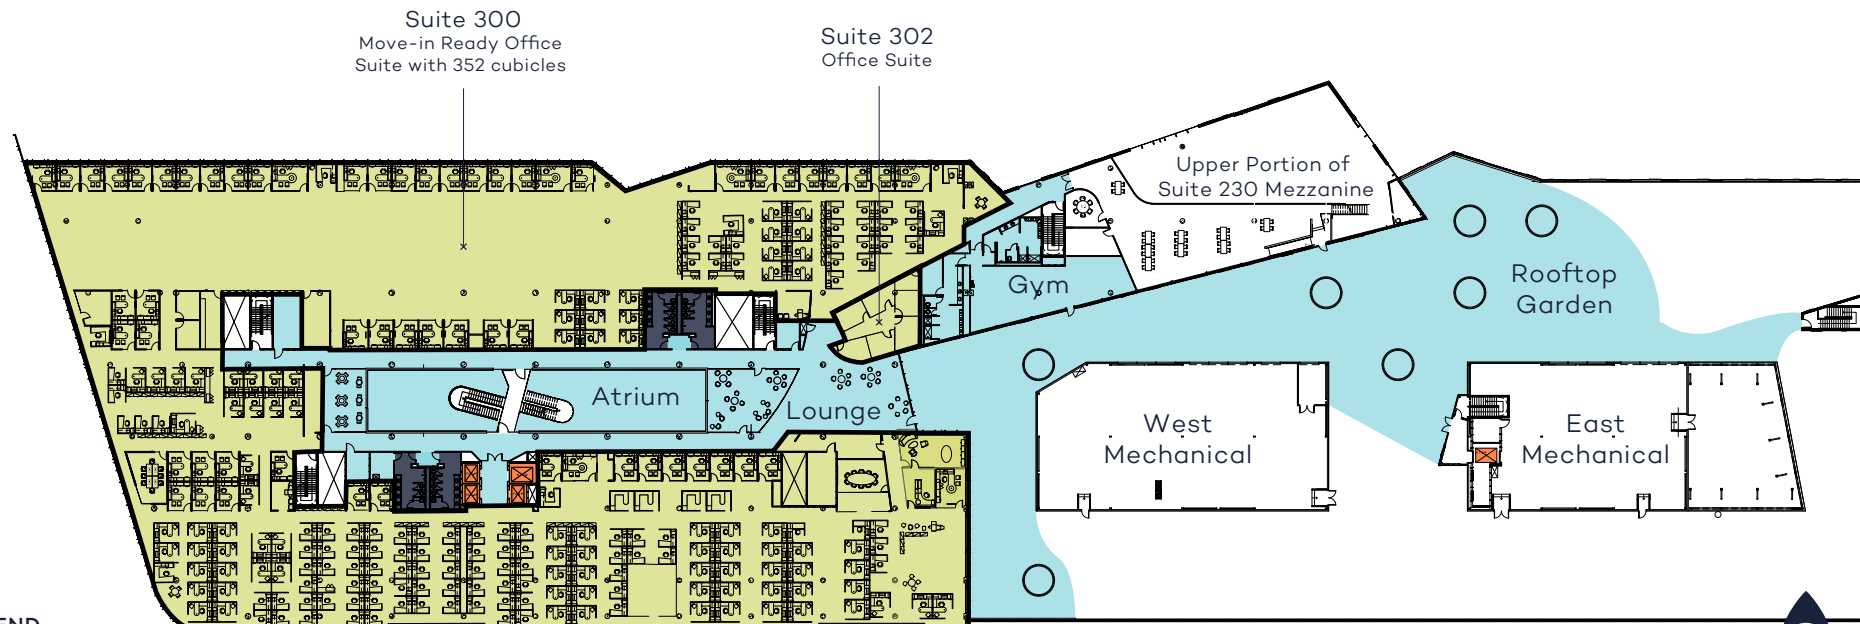 Suite 300
Move-in Ready Office
Suite with 352 cubicles
Suite 302
Office Suite
Upper Portion of
Suite 230 Mezzanine
Gym
Rooftop
Garden
Atrium
Lounge
West
Mechanical
East
Mechanical